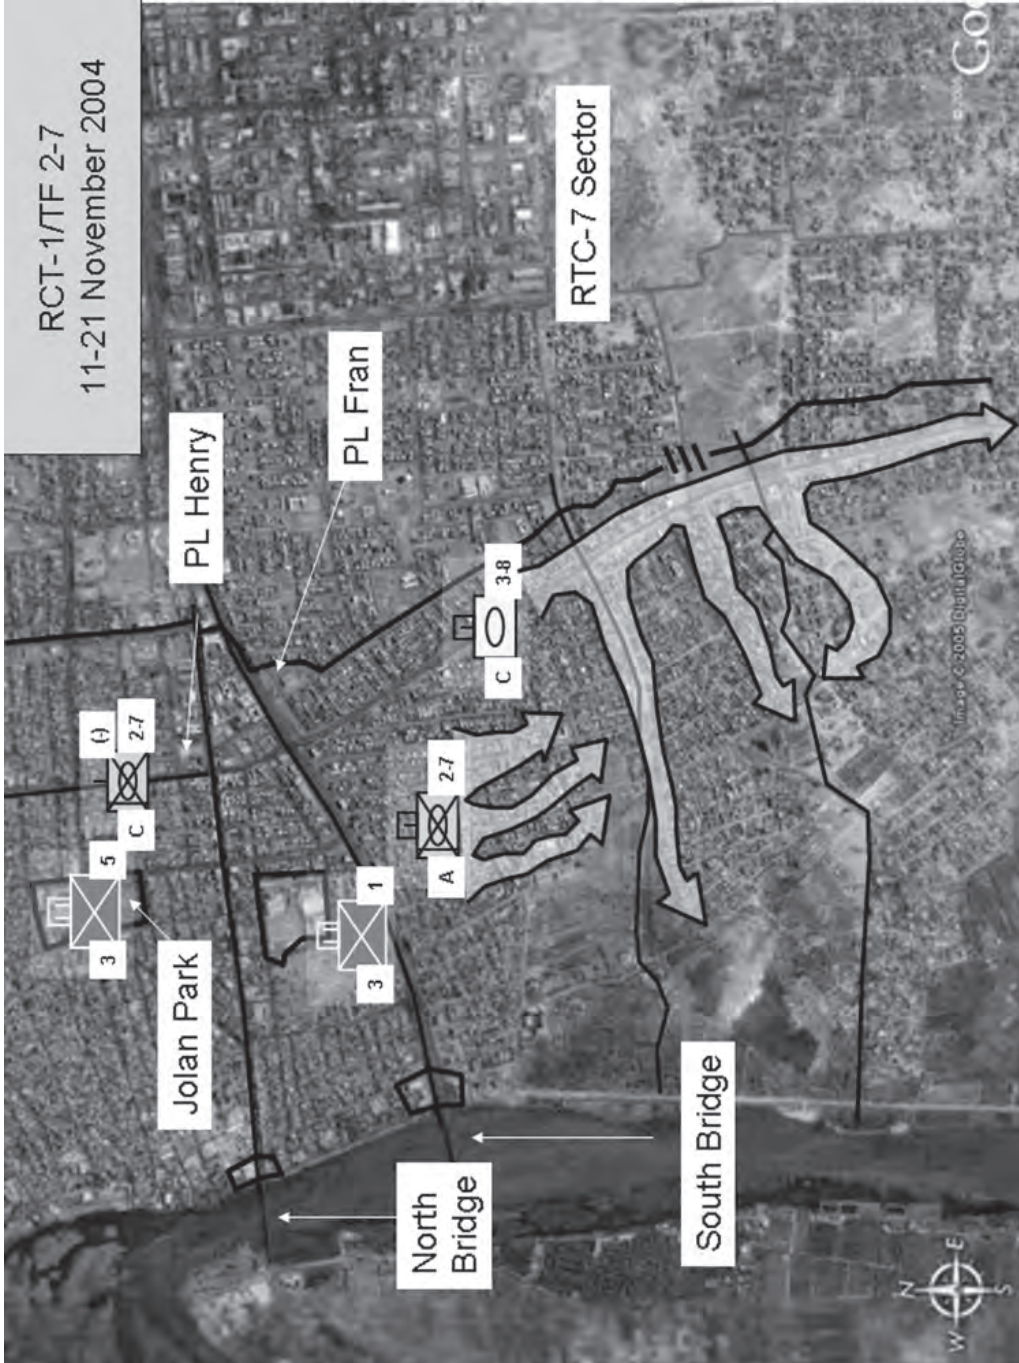 RCT-1/TF 2-7
11-21 November 2004
Goo
PL Henry
PL Fran
RTC-7 Sector
(-)
C
2-7
3
5
Jolan Park
3
1
A
2-7
C
3-8
North
Bridge
South Bridge
Image © 2005 DigitalGlobe
N
W
E
S